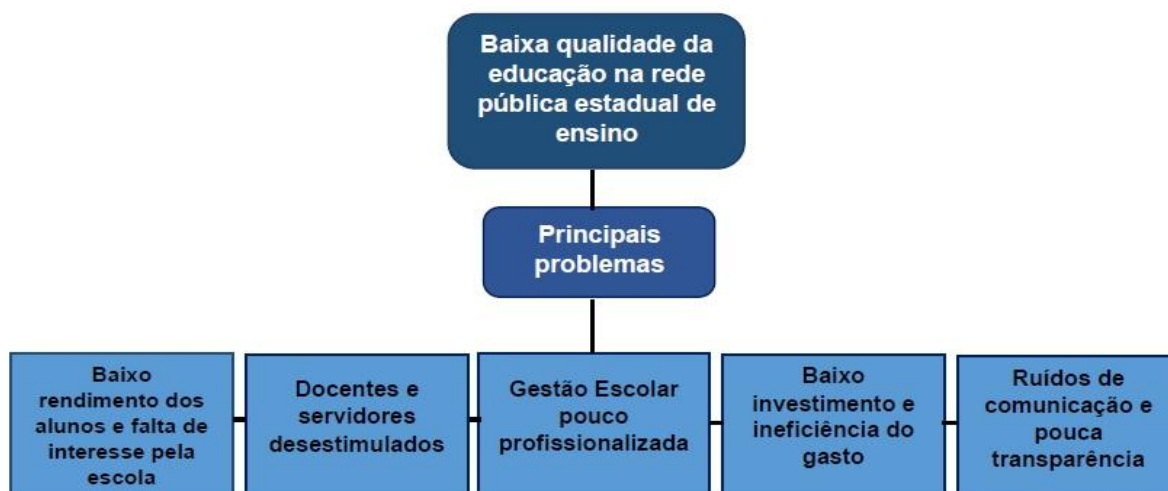 Baixa qualidade da
educação na rede
pública estadual de
ensino
Principais
problemas
Baixo
rendimento dos
alunos e falta de
interesse pela
escola
Docentes e
servidores
desestimulados
Gestão Escolar
pouco
profissionalizada
Baixo
investimento e
ineficiência do
gasto
Ruídos de
comunicação e
pouca
transparência